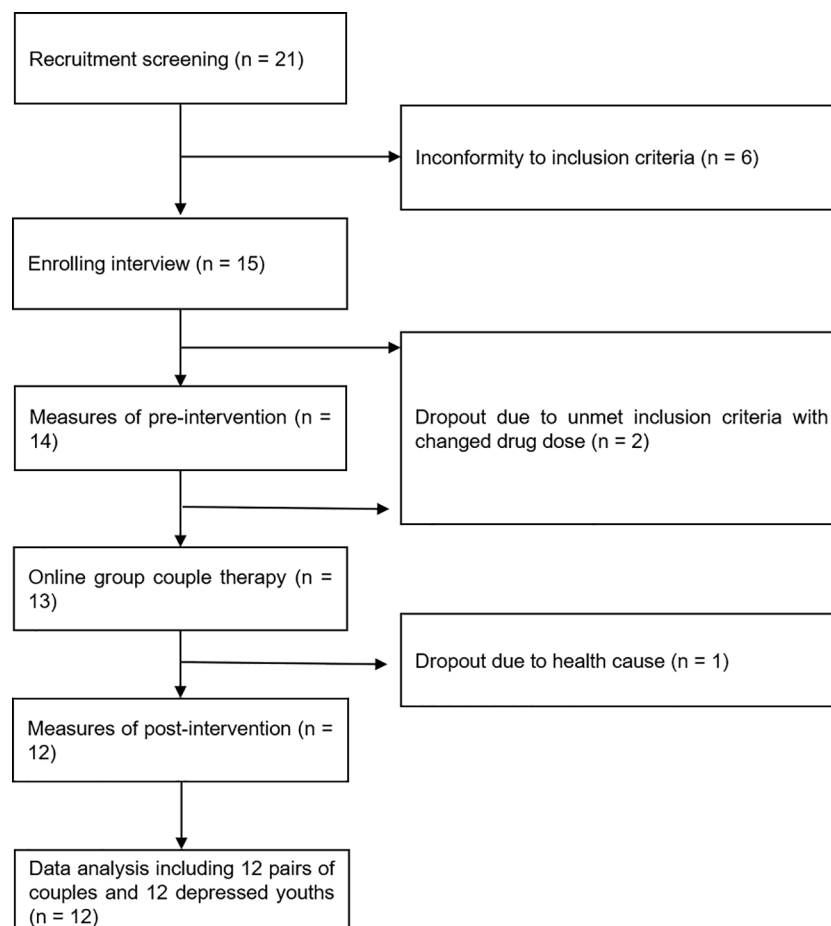 Recruitment screening (n = 21)
Inconformity to inclusion criteria (n = 6)
Enrolling interview (n = 15)
Measures of pre-intervention (n =
14)
Dropout due to unmet inclusion criteria with
changed drug dose (n = 2)
Online group couple therapy (n =
13)
Dropout due to health cause (n = 1)
Measures of post-intervention (n =
12)
Data analysis including 12 pairs of
couples and 12 depressed youths
(n = 12)